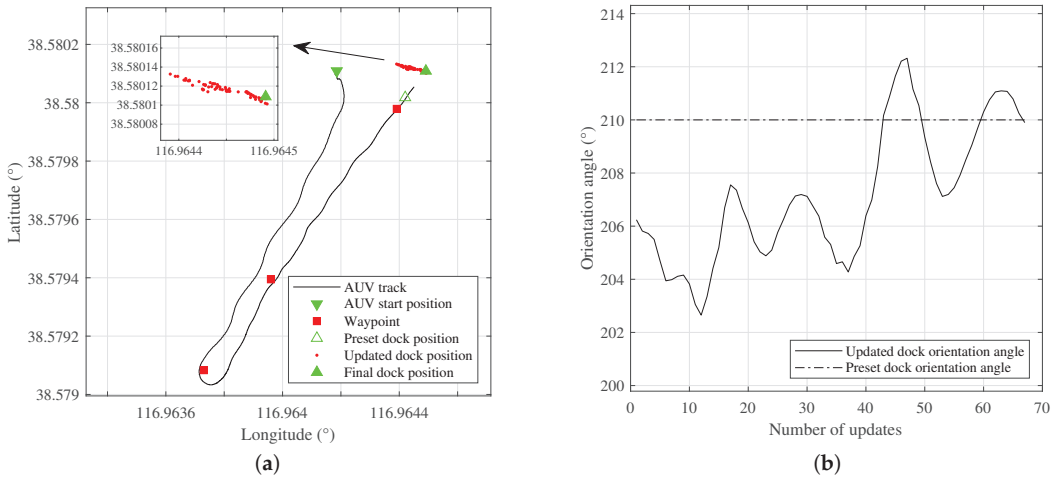 38.5802
38.58
38.5798
38.5796
38.5794
38.5792
38.579
Latitude (°)
116.9636
116.964
116.9644
Longitude (°)
38.58016
38.58014
38.58012
38.5801
38.58008
116.9644
116.9645
AUV track
AUV start position
Waypoint
Preset dock position
Updated dock position
Final dock position
(a)
214
212
210
208
206
204
202
200
Orientation angle (°)
0
10
20
30
40
50
60
70
Number of updates
Updated dock orientation angle
Preset dock orientation angle
(b)